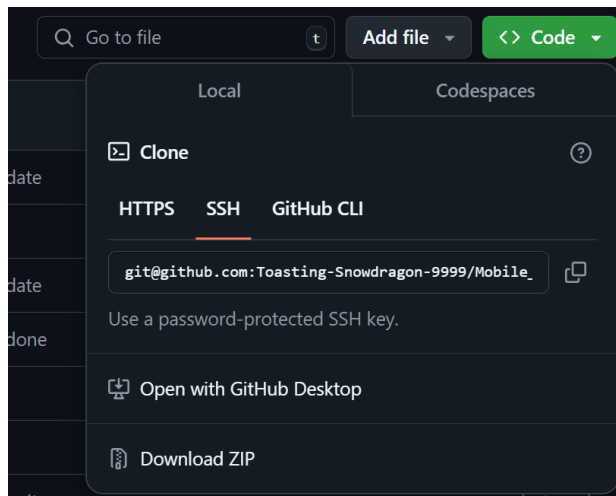 Go to file t Add file <> Code
Local Codespaces
Clone
date
HTTPS SSH GitHub CLI
git@github.com:Toasting-Snowdragon-9999/Mobile_
date
Use a password-protected SSH key.
done
Open with GitHub Desktop
Download ZIP